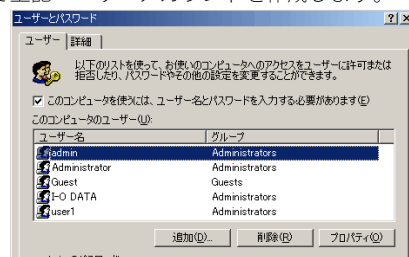 ユーザーとパスワード
ユーザー 詳細
以下のリストを使って、お使いのコンピュータへのアクセスをユーザーに許可または
拒否したり、パスワードやその他の設定を変更することができます。
このコンピュータを使うには、ユーザー名とパスワードを入力する必要があります(E)
このコンピュータのユーザー(U):
ユーザー名 グループ
admin Administrators
Administrator Administrators
Guest Guests
I-O DATA Administrators
user1 Administrators
追加(D)... 削除(R) プロパティ(O)